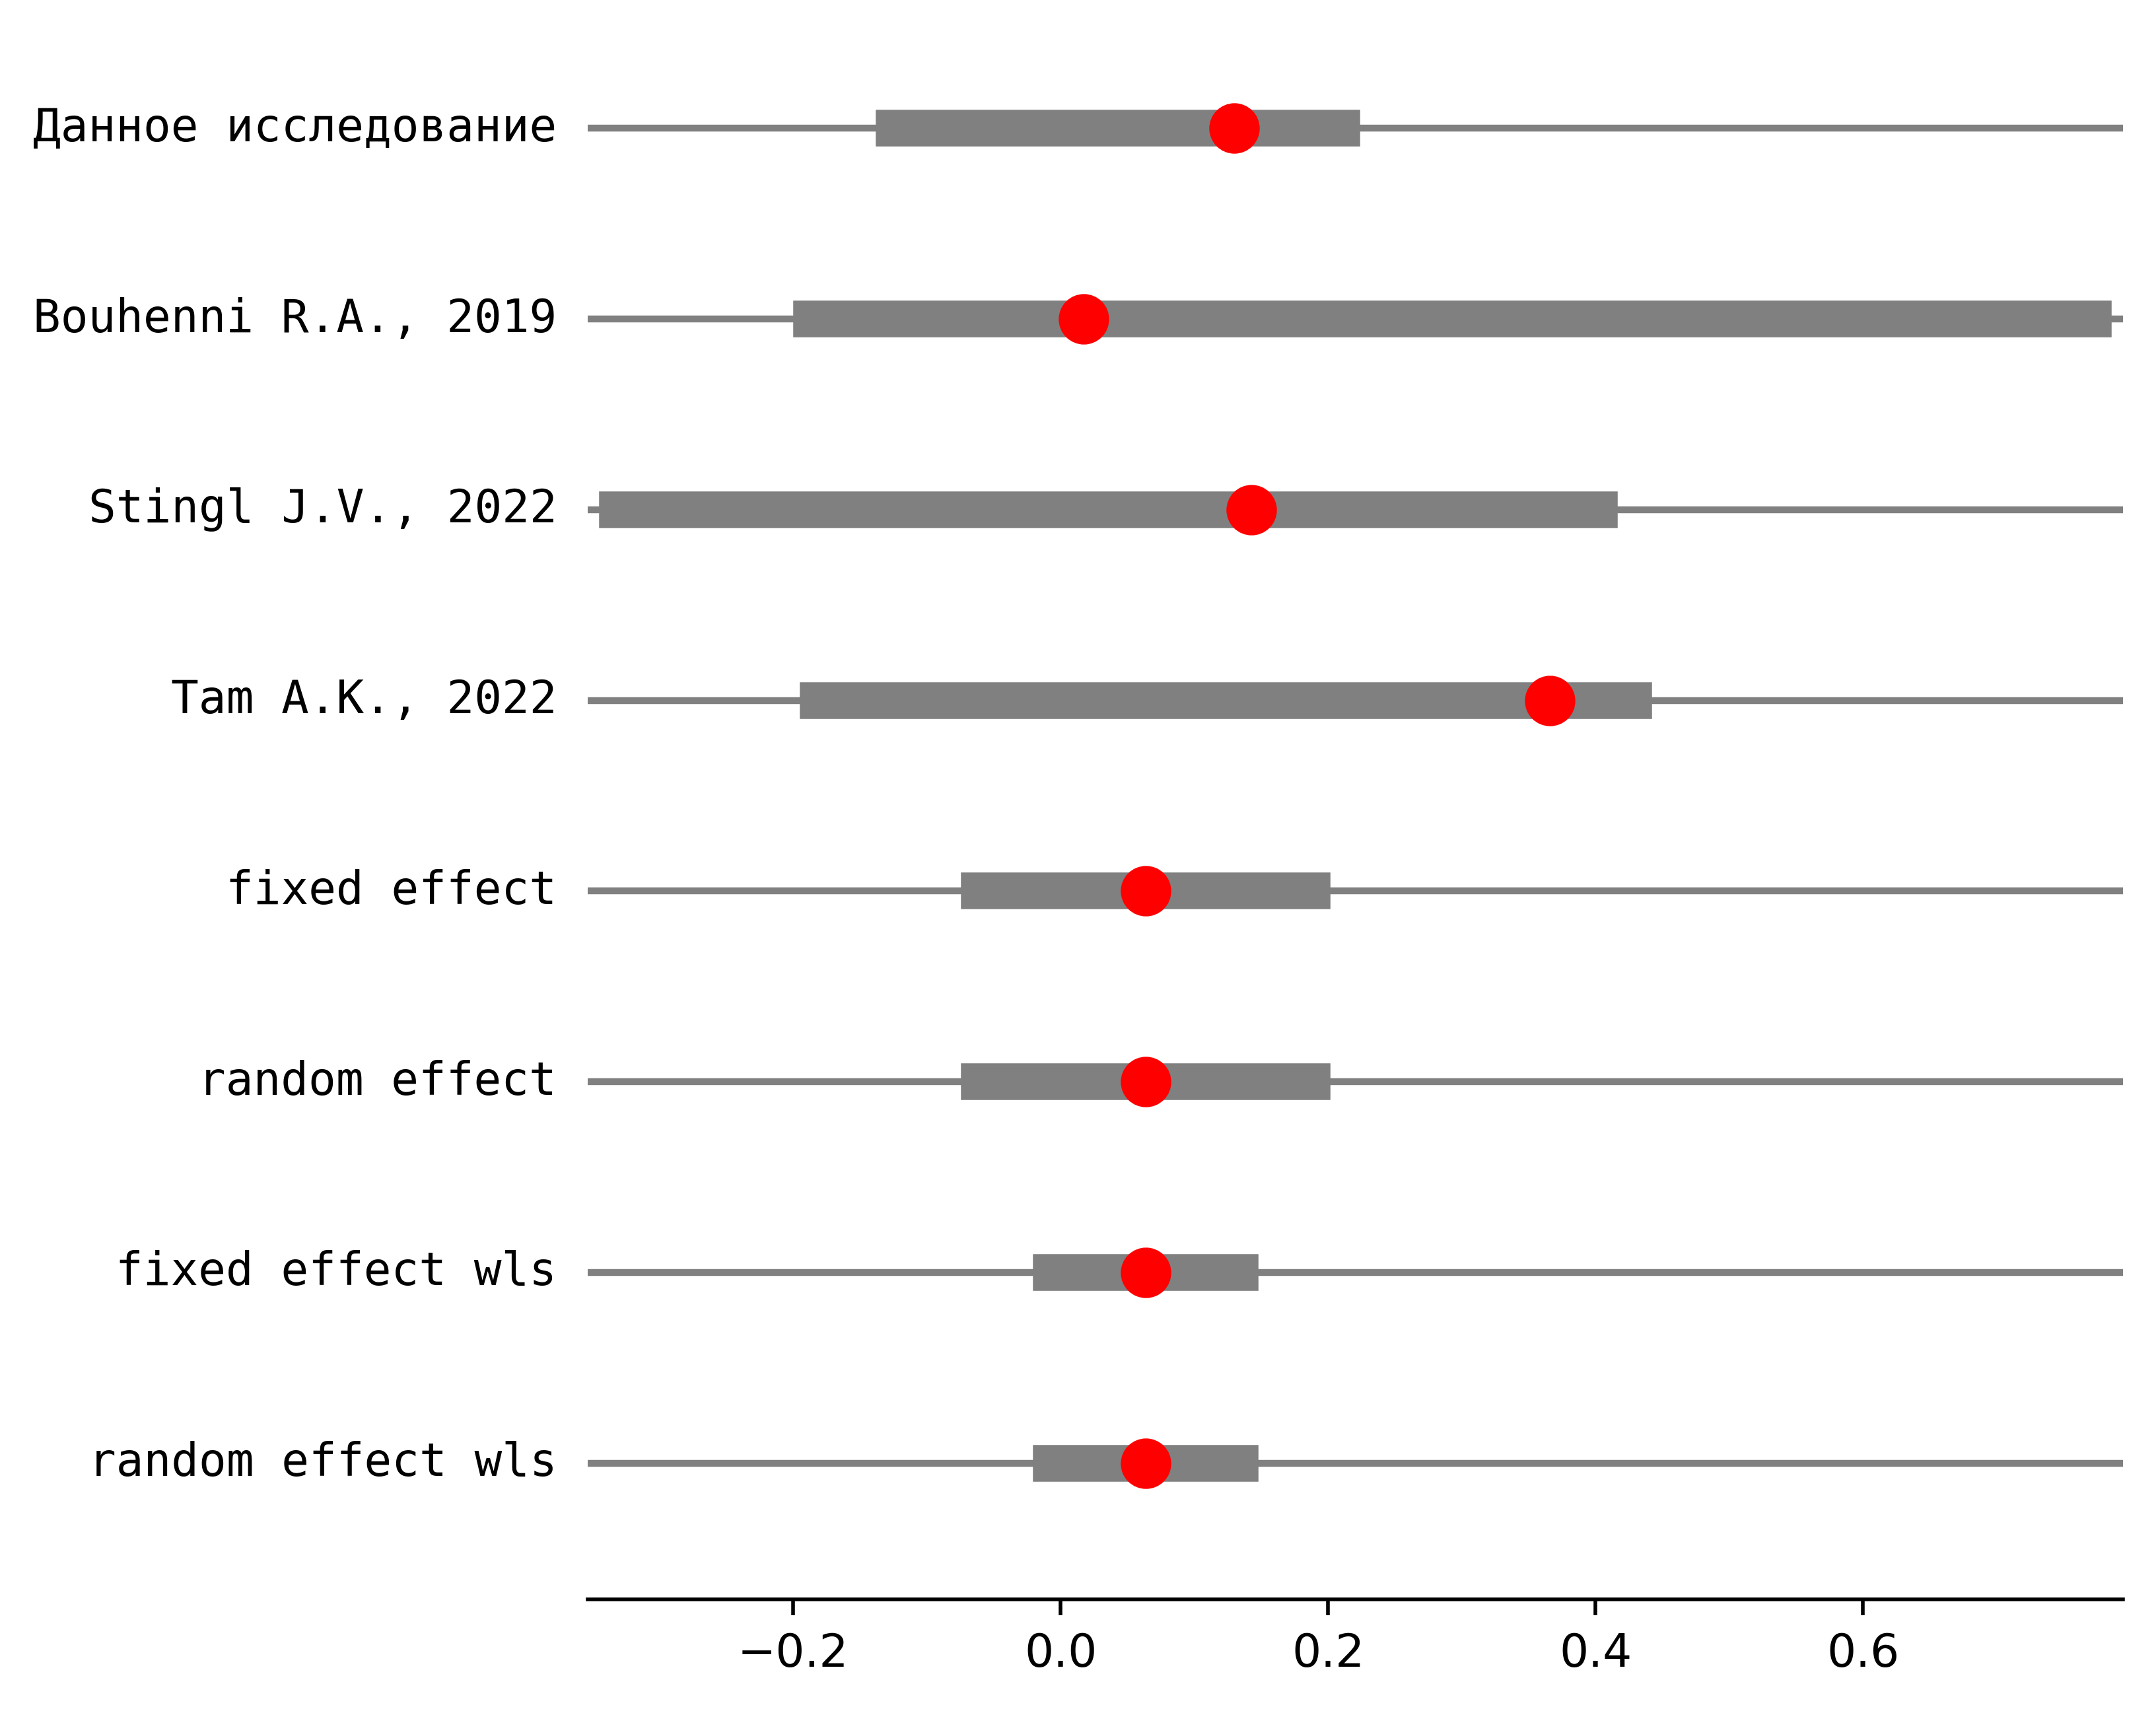 Данное исследование
Bouhenni R.A., 2019
Stingl J.V., 2022
Tam A.K., 2022
fixed effect
random effect
fixed effect wls
random effect wls
−0.2 0.0 0.2 0.4 0.6